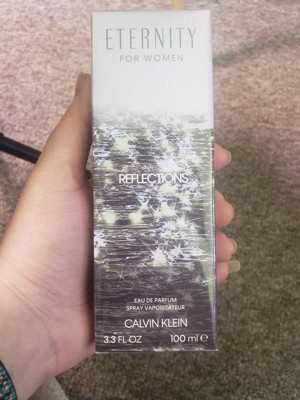 ETERNITY
FOR WOMEN
REFLECTIONS
EAU DE PARFUM
SPRAY VAPORISATEUR
CALVIN KLEIN
3.3 FL OZ 100 ml ℮